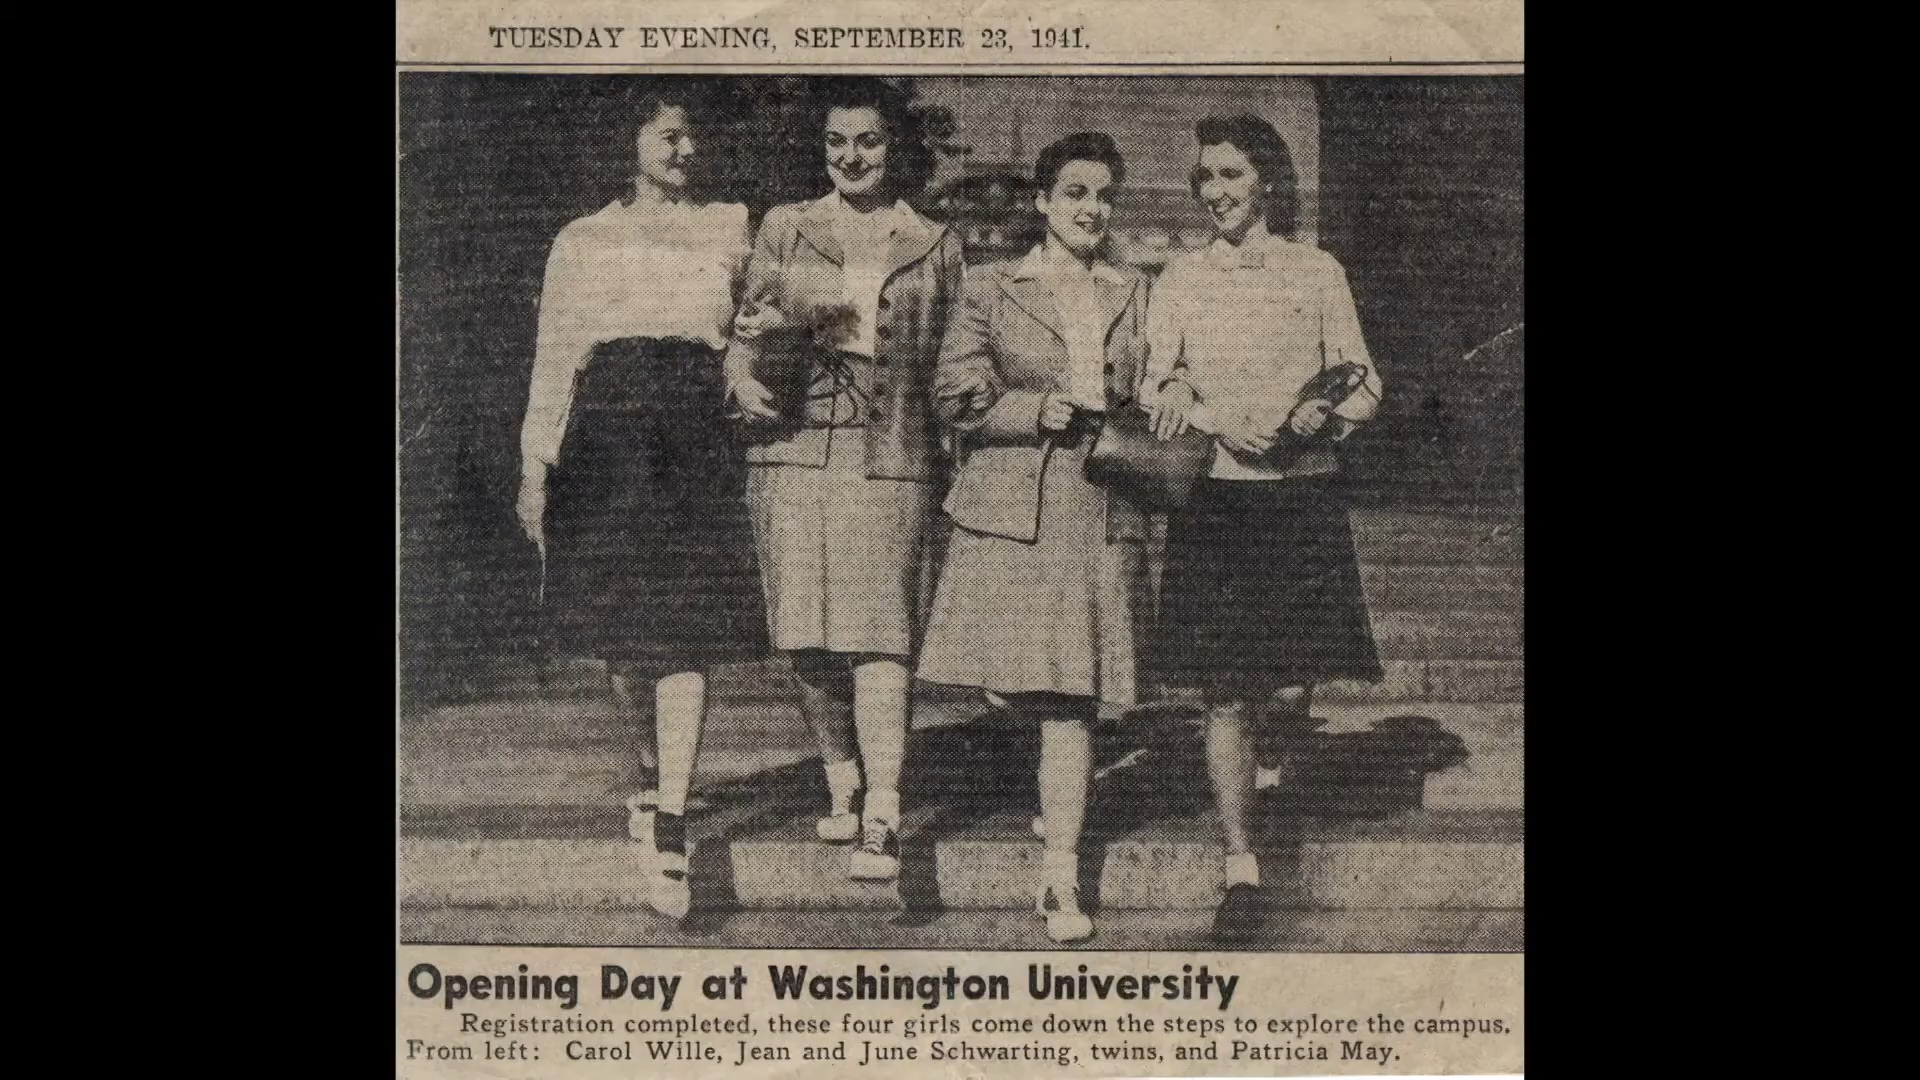 TUESDAY EVENING, SEPTEMBER 23, 1941.
Opening Day at Washington University
Registration completed, these four girls come down the steps to explore the campus.
From left: Carol Wille, Jean and June Schwarting, twins, and Patricia May.